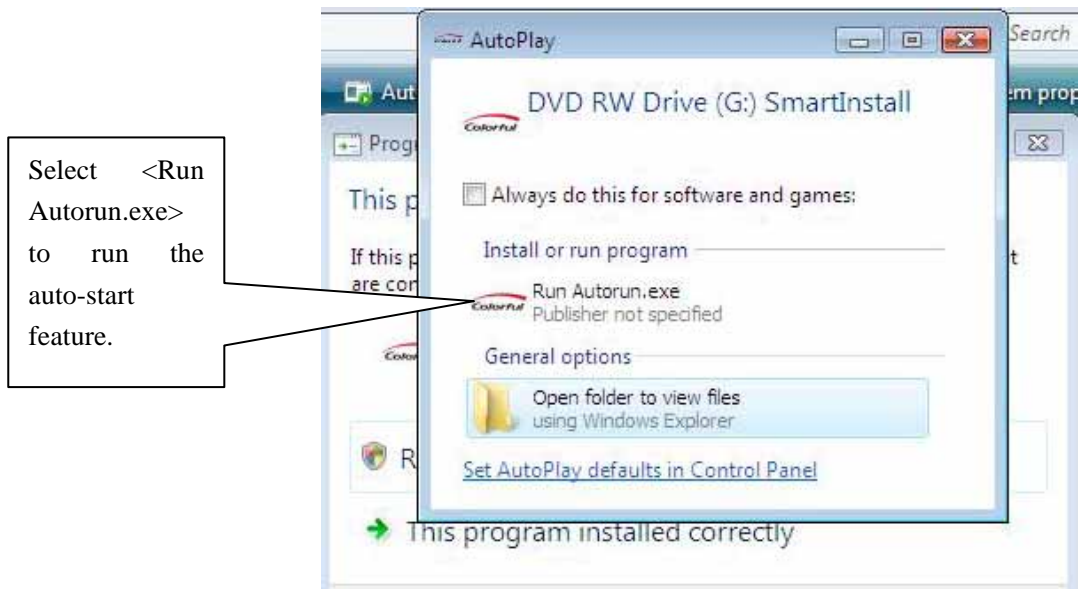 Select <Run
Autorun.exe>
to run the
auto-start
feature.
AutoPlay
Search
Aut
em prop
DVD RW Drive (G:) SmartInstall
Colorful
Progr
Always do this for software and games:
This p
Install or run program
If this p
t
are con
Run Autorun.exe
Colorful
Publisher not specified
General options
Open folder to view files
using Windows Explorer
R
Set AutoPlay defaults in Control Panel
This program installed correctly